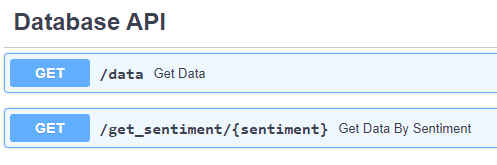 Database API
GET /data Get Data
GET /get_sentiment/{sentiment} Get Data By Sentiment